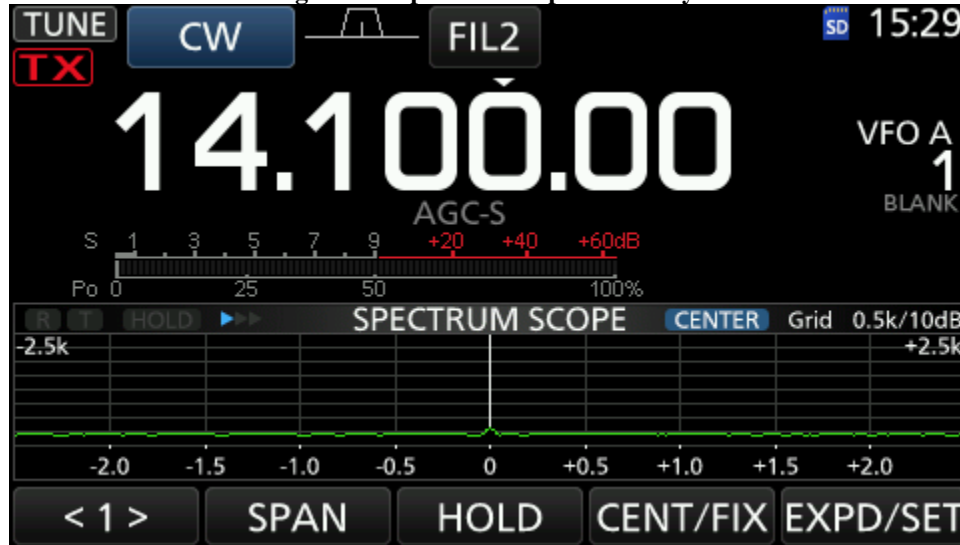 TUNE CW FIL2 SD 15:29
TX
14.100.00 VFO A
1
BLANK
AGC-S
S 1 3 5 7 9 +20 +40 +60dB
Po 0 25 50 100%
R T HOLD SPECTRUM SCOPE CENTER Grid 0.5k/10dB
-2.5k +2.5k
-2.0 -1.5 -1.0 -0.5 0 +0.5 +1.0 +1.5 +2.0
< 1 > SPAN HOLD CENT/FIX EXPD/SET